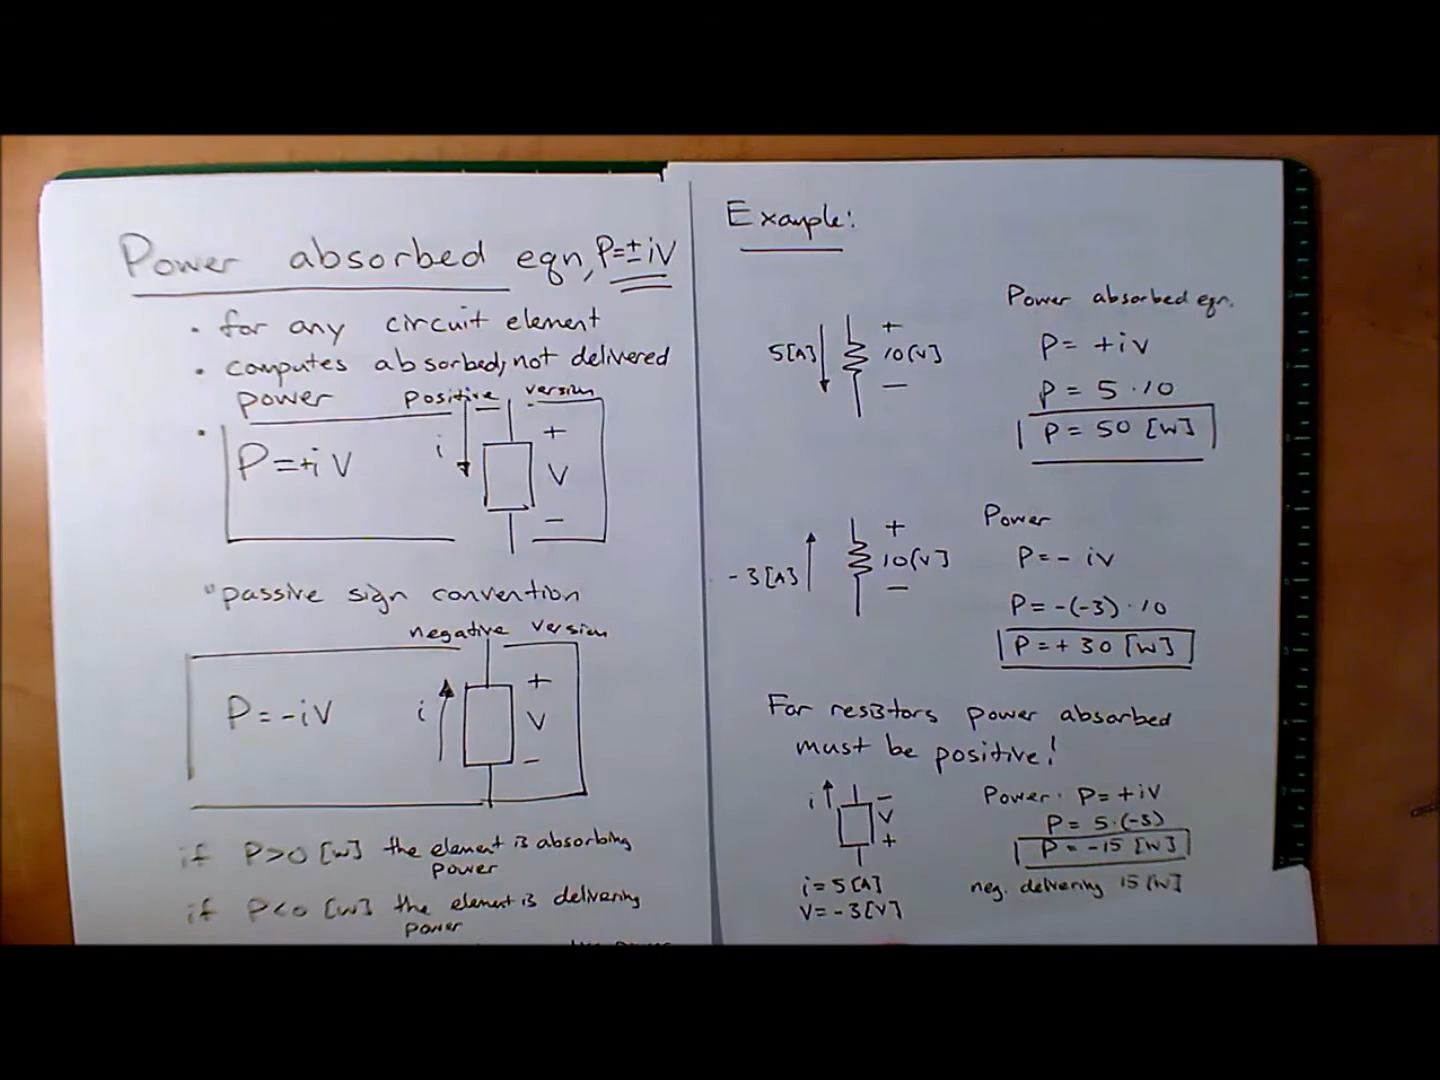 Power absorbed eqn, P=±iV
• for any circuit element
• computes absorbed, not delivered
power
positive version
•
P=+iV
i
+
V
−
"passive sign convention
negative version
P=-iV
i
+
V
−
if P>0 [W] the element is absorbing
power
if P<0 [W] the element is delivering
power
Example:
5[A]
+
10[V]
−
Power absorbed eqn.
P= +iV
P= 5·10
P= 50 [W]
-3[A]
+
10[V]
−
Power
P=- iV
P=-(-3)·10
P=+30 [W]
For resistors power absorbed
must be positive!
i
−
V
+
i=5[A]
V=-3[V]
Power: P=+iV
P= 5·(-3)
P= -15 [W]
neg. delivering 15[W]